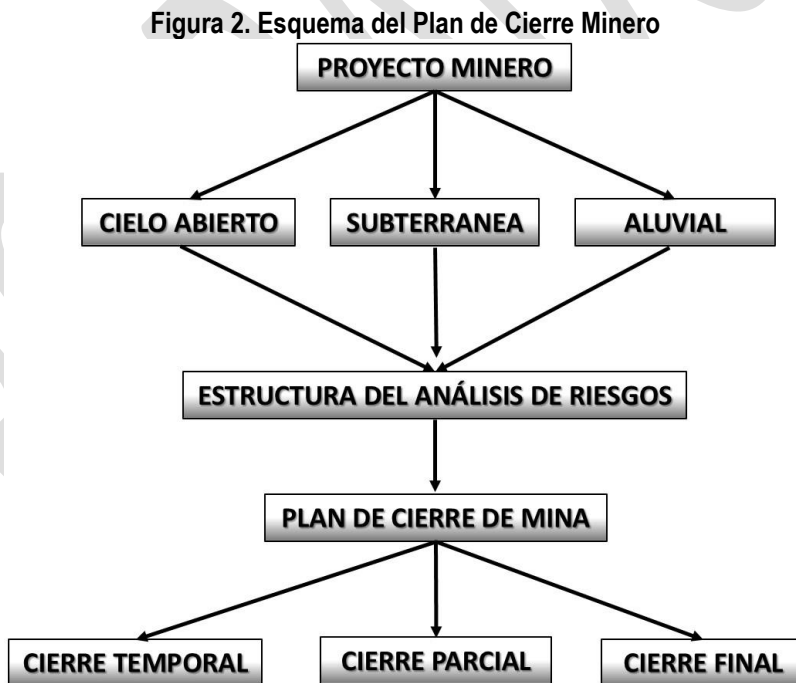 Figura 2. Esquema del Plan de Cierre Minero
PROYECTO MINERO
CIELO ABIERTO
SUBTERRANEA
ALUVIAL
ESTRUCTURA DEL ANÁLISIS DE RIESGOS
PLAN DE CIERRE DE MINA
CIERRE TEMPORAL
CIERRE PARCIAL
CIERRE FINAL